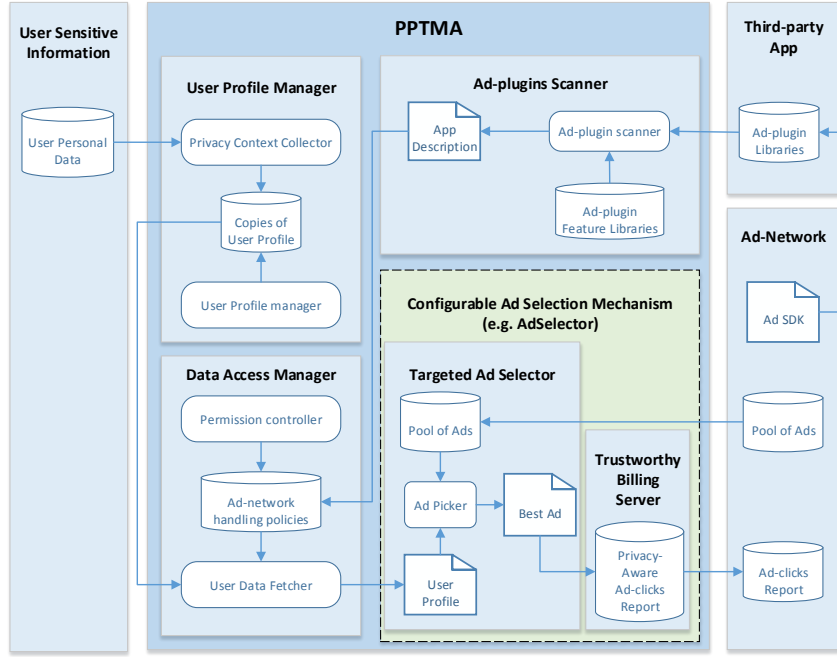 User Sensitive
Information
User Personal
Data
PPTMA
User Profile Manager
Privacy Context Collector
Copies of
User Profile
User Profile manager
Ad-plugins Scanner
App
Description
Ad-plugin scanner
Ad-plugin
Feature Libraries
Third-party
App
Ad-plugin
Libraries
Data Access Manager
Permission controller
Ad-network
handling policies
User Data Fetcher
Configurable Ad Selection Mechanism
(e.g. AdSelector)
Targeted Ad Selector
Pool of Ads
Ad Picker
Best Ad
User
Profile
Trustworthy
Billing
Server
Privacy-
Aware
Ad-clicks
Report
Ad-Network
Ad SDK
Pool of Ads
Ad-clicks
Report